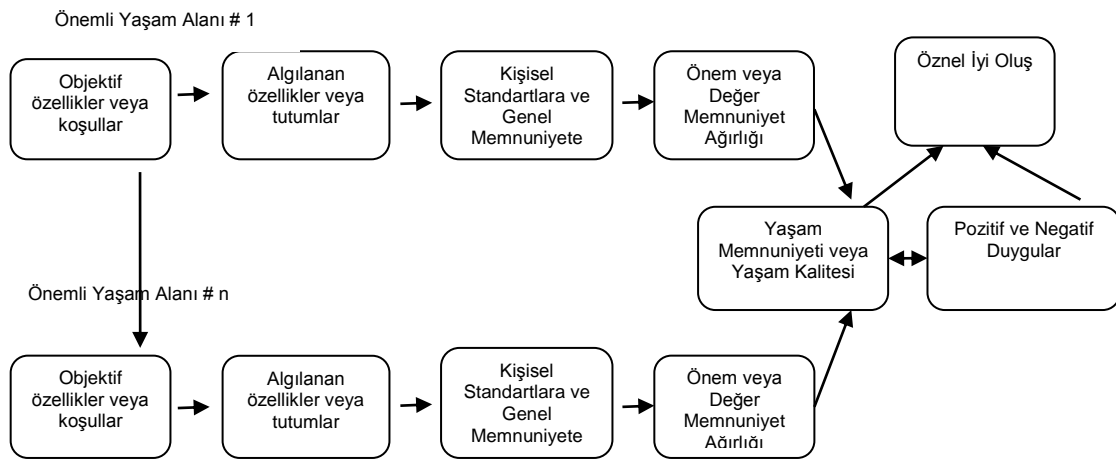 Önemli Yaşam Alanı # 1
Objektif
özellikler veya
koşullar
Algılanan
özellikler veya
tutumlar
Kişisel
Standartlara ve
Genel
Memnuniyete
Önem veya
Değer
Memnuniyet
Ağırlığı
Öznel İyi Oluş
Yaşam
Memnuniyeti veya
Yaşam Kalitesi
Pozitif ve Negatif
Duygular
Önemli Yaşam Alanı # n
Objektif
özellikler veya
koşullar
Algılanan
özellikler veya
tutumlar
Kişisel
Standartlara ve
Genel
Memnuniyete
Önem veya
Değer
Memnuniyet
Ağırlığı